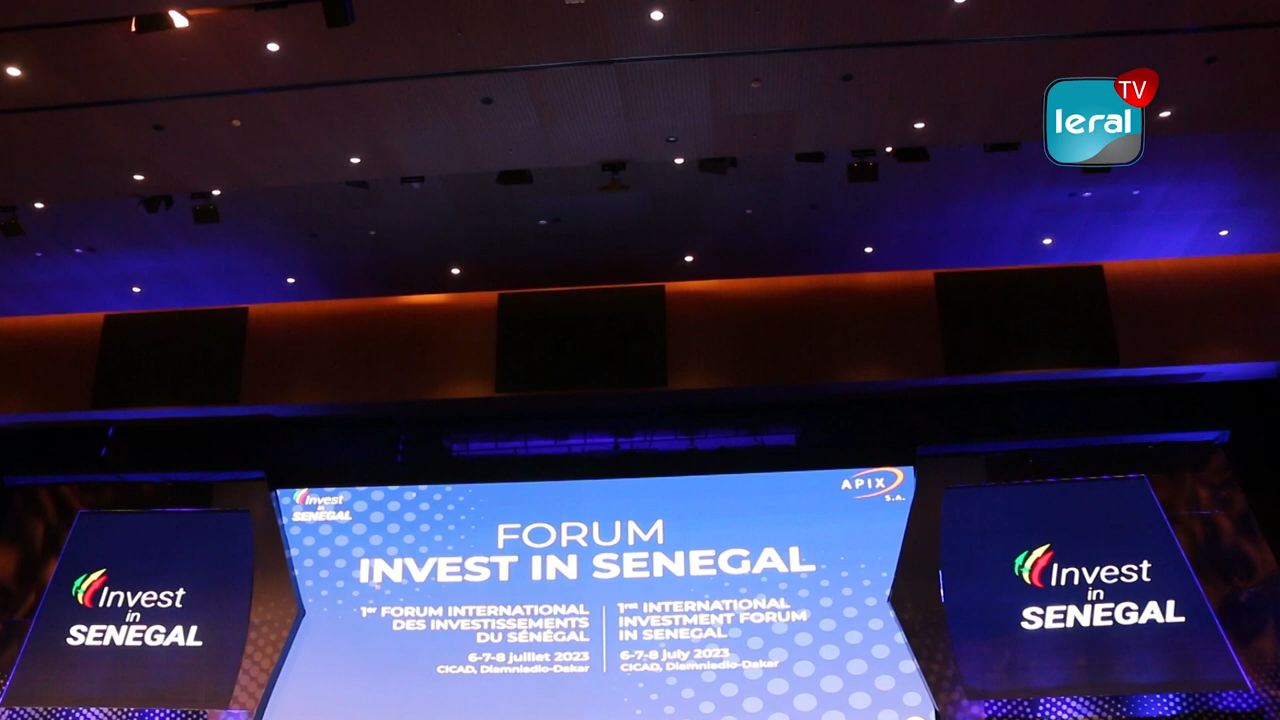 leral TV
Invest
in
SENEGAL
APIX
S.A.
FORUM
INVEST IN SENEGAL
1er FORUM INTERNATIONAL
DES INVESTISSEMENTS
DU SÉNÉGAL
6-7-8 juillet 2023
CICAD, Diamniadio-Dakar
INTERNATIONAL
INVESTMENT FORUM
IN SENEGAL
6-7-8 july 2023
CICAD, Diamniadio-Dakar
Invest
in
SENEGAL
Invest
in
SENEGAL